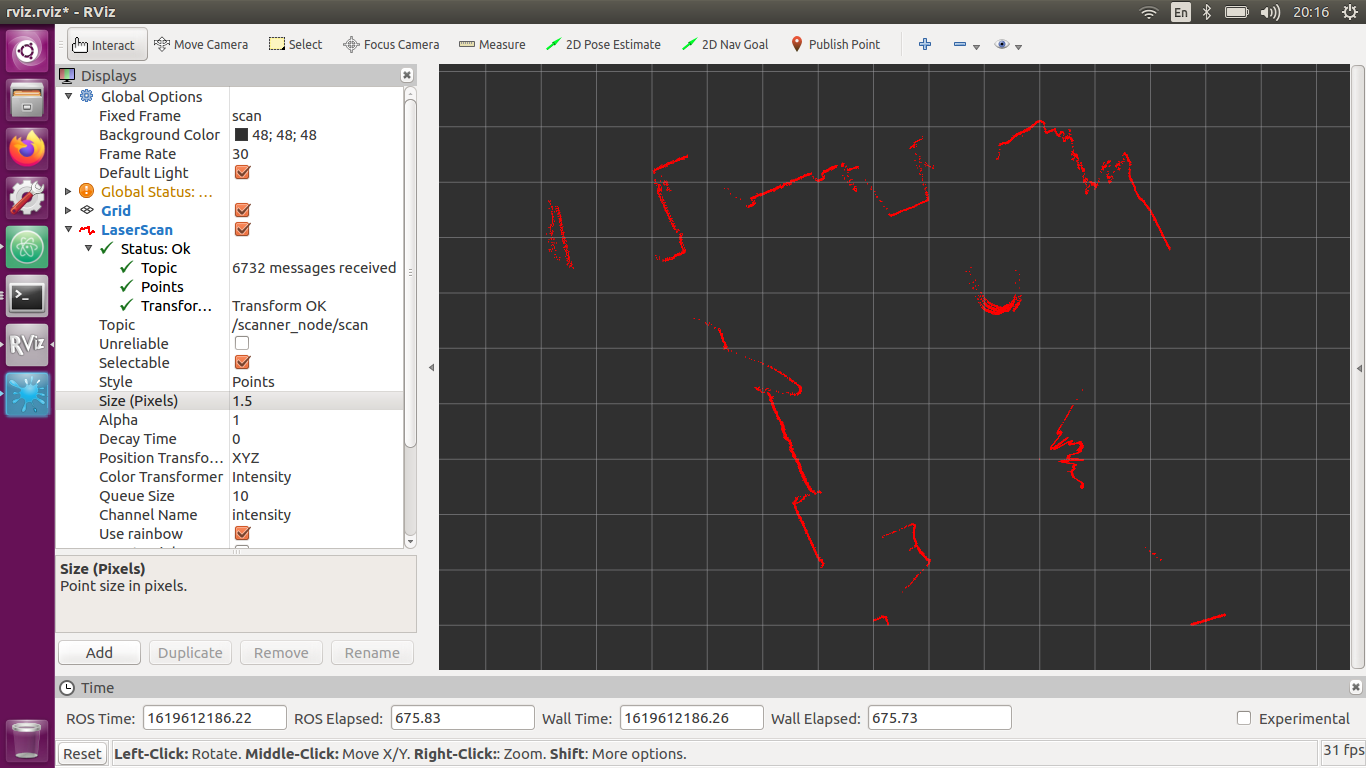 rviz.rviz* - RViz
En
20:16
Interact Move Camera Select Focus Camera Measure 2D Pose Estimate 2D Nav Goal Publish Point
Displays
Global Options
Fixed Frame scan
Background Color 48; 48; 48
Frame Rate 30
Default Light
Global Status: ...
Grid
LaserScan
Status: Ok
Topic 6732 messages received
Points
Transfor... Transform OK
Topic /scanner_node/scan
Unreliable
Selectable
Style Points
Size (Pixels) 1.5
Alpha 1
Decay Time 0
Position Transfo... XYZ
Color Transformer Intensity
Queue Size 10
Channel Name intensity
Use rainbow
Size (Pixels)
Point size in pixels.
Add Duplicate Remove Rename
RViz
Time
ROS Time: 1619612186.22 ROS Elapsed: 675.83 Wall Time: 1619612186.26 Wall Elapsed: 675.73 Experimental
Reset Left-Click: Rotate. Middle-Click: Move X/Y. Right-Click:: Zoom. Shift: More options. 31 fps